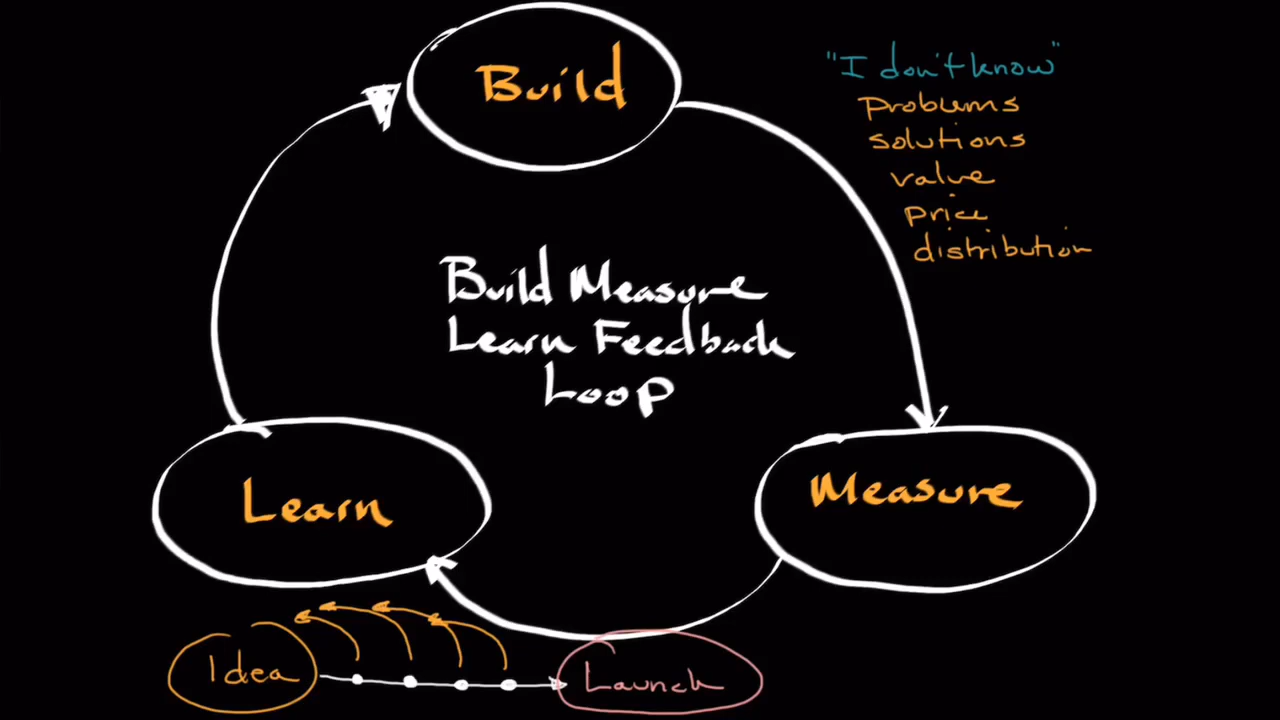 Build
"I don't know"
problems
solutions
value
price
distribution
Build Measure
Learn Feedback
Loop
Learn
Measure
Idea
Launch